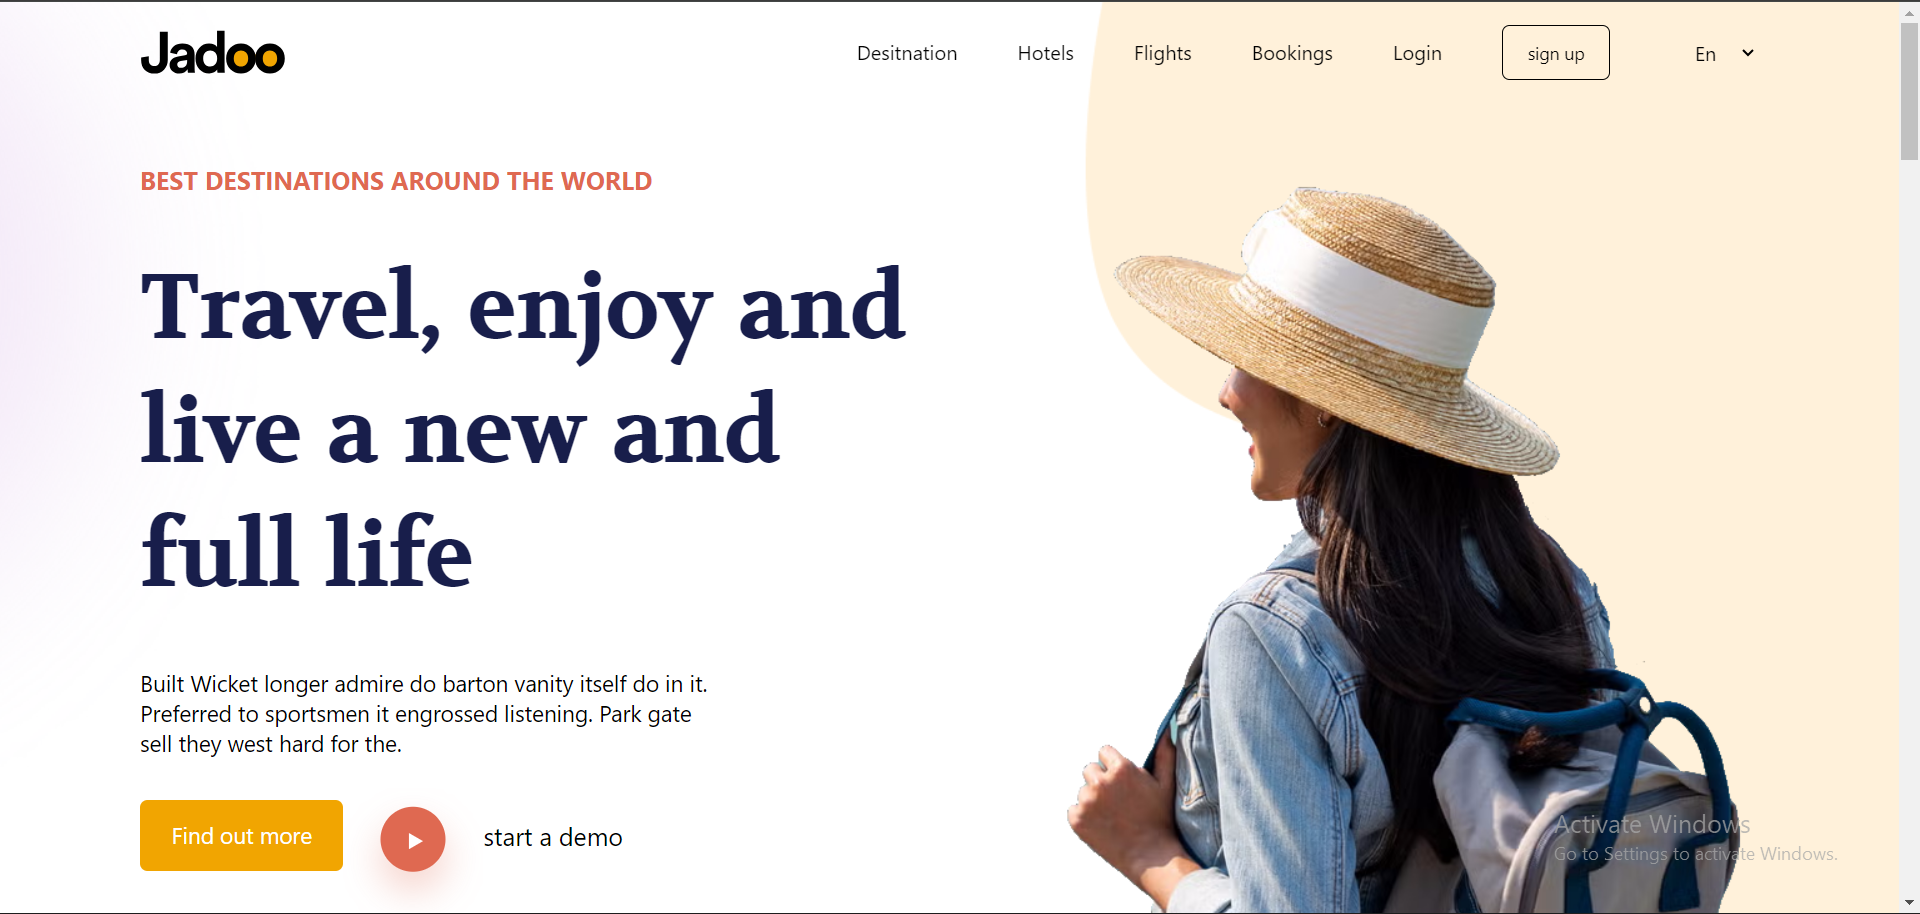 Jadoo
Desitnation Hotels Flights Bookings Login sign up En
BEST DESTINATIONS AROUND THE WORLD
Travel, enjoy and
live a new and
full life
Built Wicket longer admire do barton vanity itself do in it.
Preferred to sportsmen it engrossed listening. Park gate
sell they west hard for the.
Find out more
start a demo
Activate Windows
Go to Settings to activate Windows.